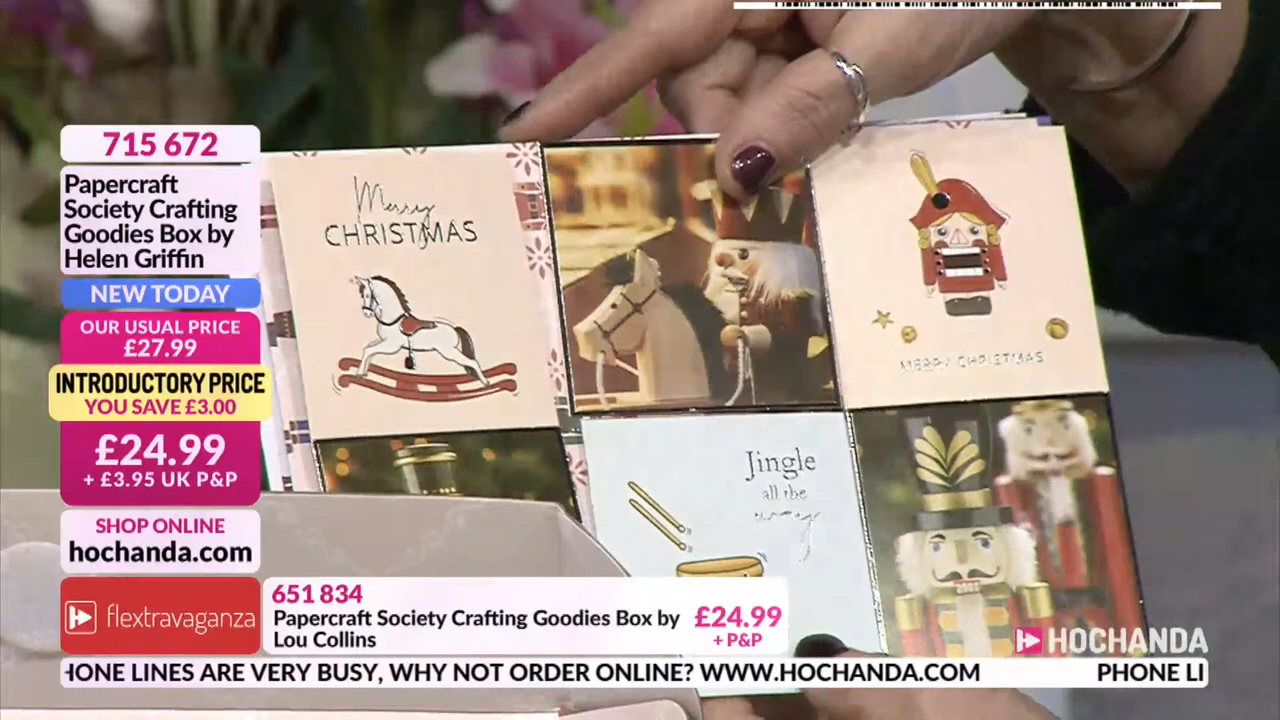 715 672
Papercraft
Society Crafting
Goodies Box by
Helen Griffin
NEW TODAY
OUR USUAL PRICE
£27.99
INTRODUCTORY PRICE
YOU SAVE £3.00
£24.99
+ £3.95 UK P&P
SHOP ONLINE
hochanda.com
flextravaganza
651 834
Papercraft Society Crafting Goodies Box by
Lou Collins
£24.99
+ P&P
HOCHANDA
HONE LINES ARE VERY BUSY, WHY NOT ORDER ONLINE? WWW.HOCHANDA.COM
PHONE LI
Merry
CHRISTMAS
MERRY CHRISTMAS
Jingle
all the
way